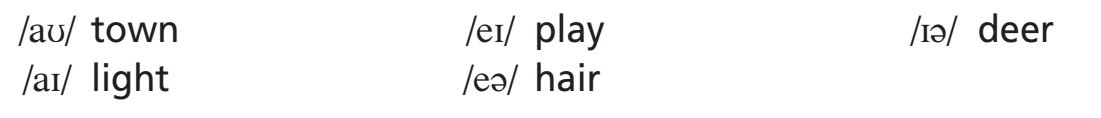 /aʊ/ town /eɪ/ play /ɪə/ deer
/aɪ/ light /eə/ hair